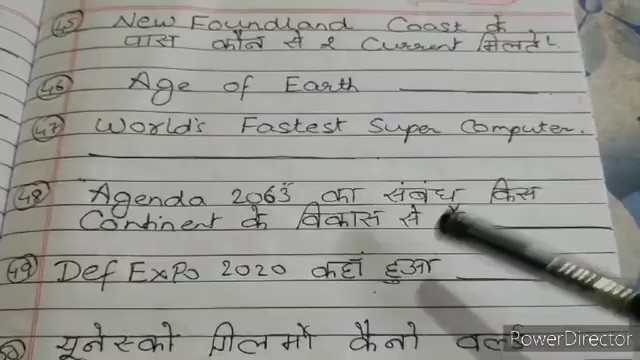 45 New Foundland Coast के
पास कौन से 2 Current मिलते?
46 Age of Earth
47 World's Fastest Super Computer.
48 Agenda 2063 का संबंध किस
Continent के विकास से है
49 Def Expo 2020 कहाँ हुआ
यूनेस्को गिलर्मो कैनो
PowerDirector